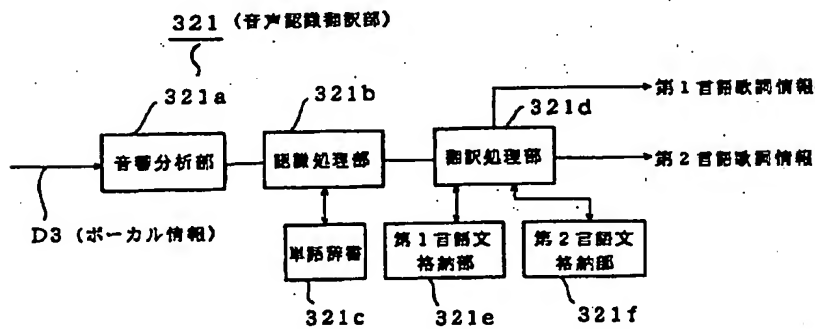 321 (音声認識翻訳部)
321a
321b
321d
第1言語歌詞情報
音響分析部
認識処理部
翻訳処理部
第2言語歌詞情報
D3 (ボーカル情報)
単語辞書
第1言語文
格納部
第2言語文
格納部
321c
321e
321f